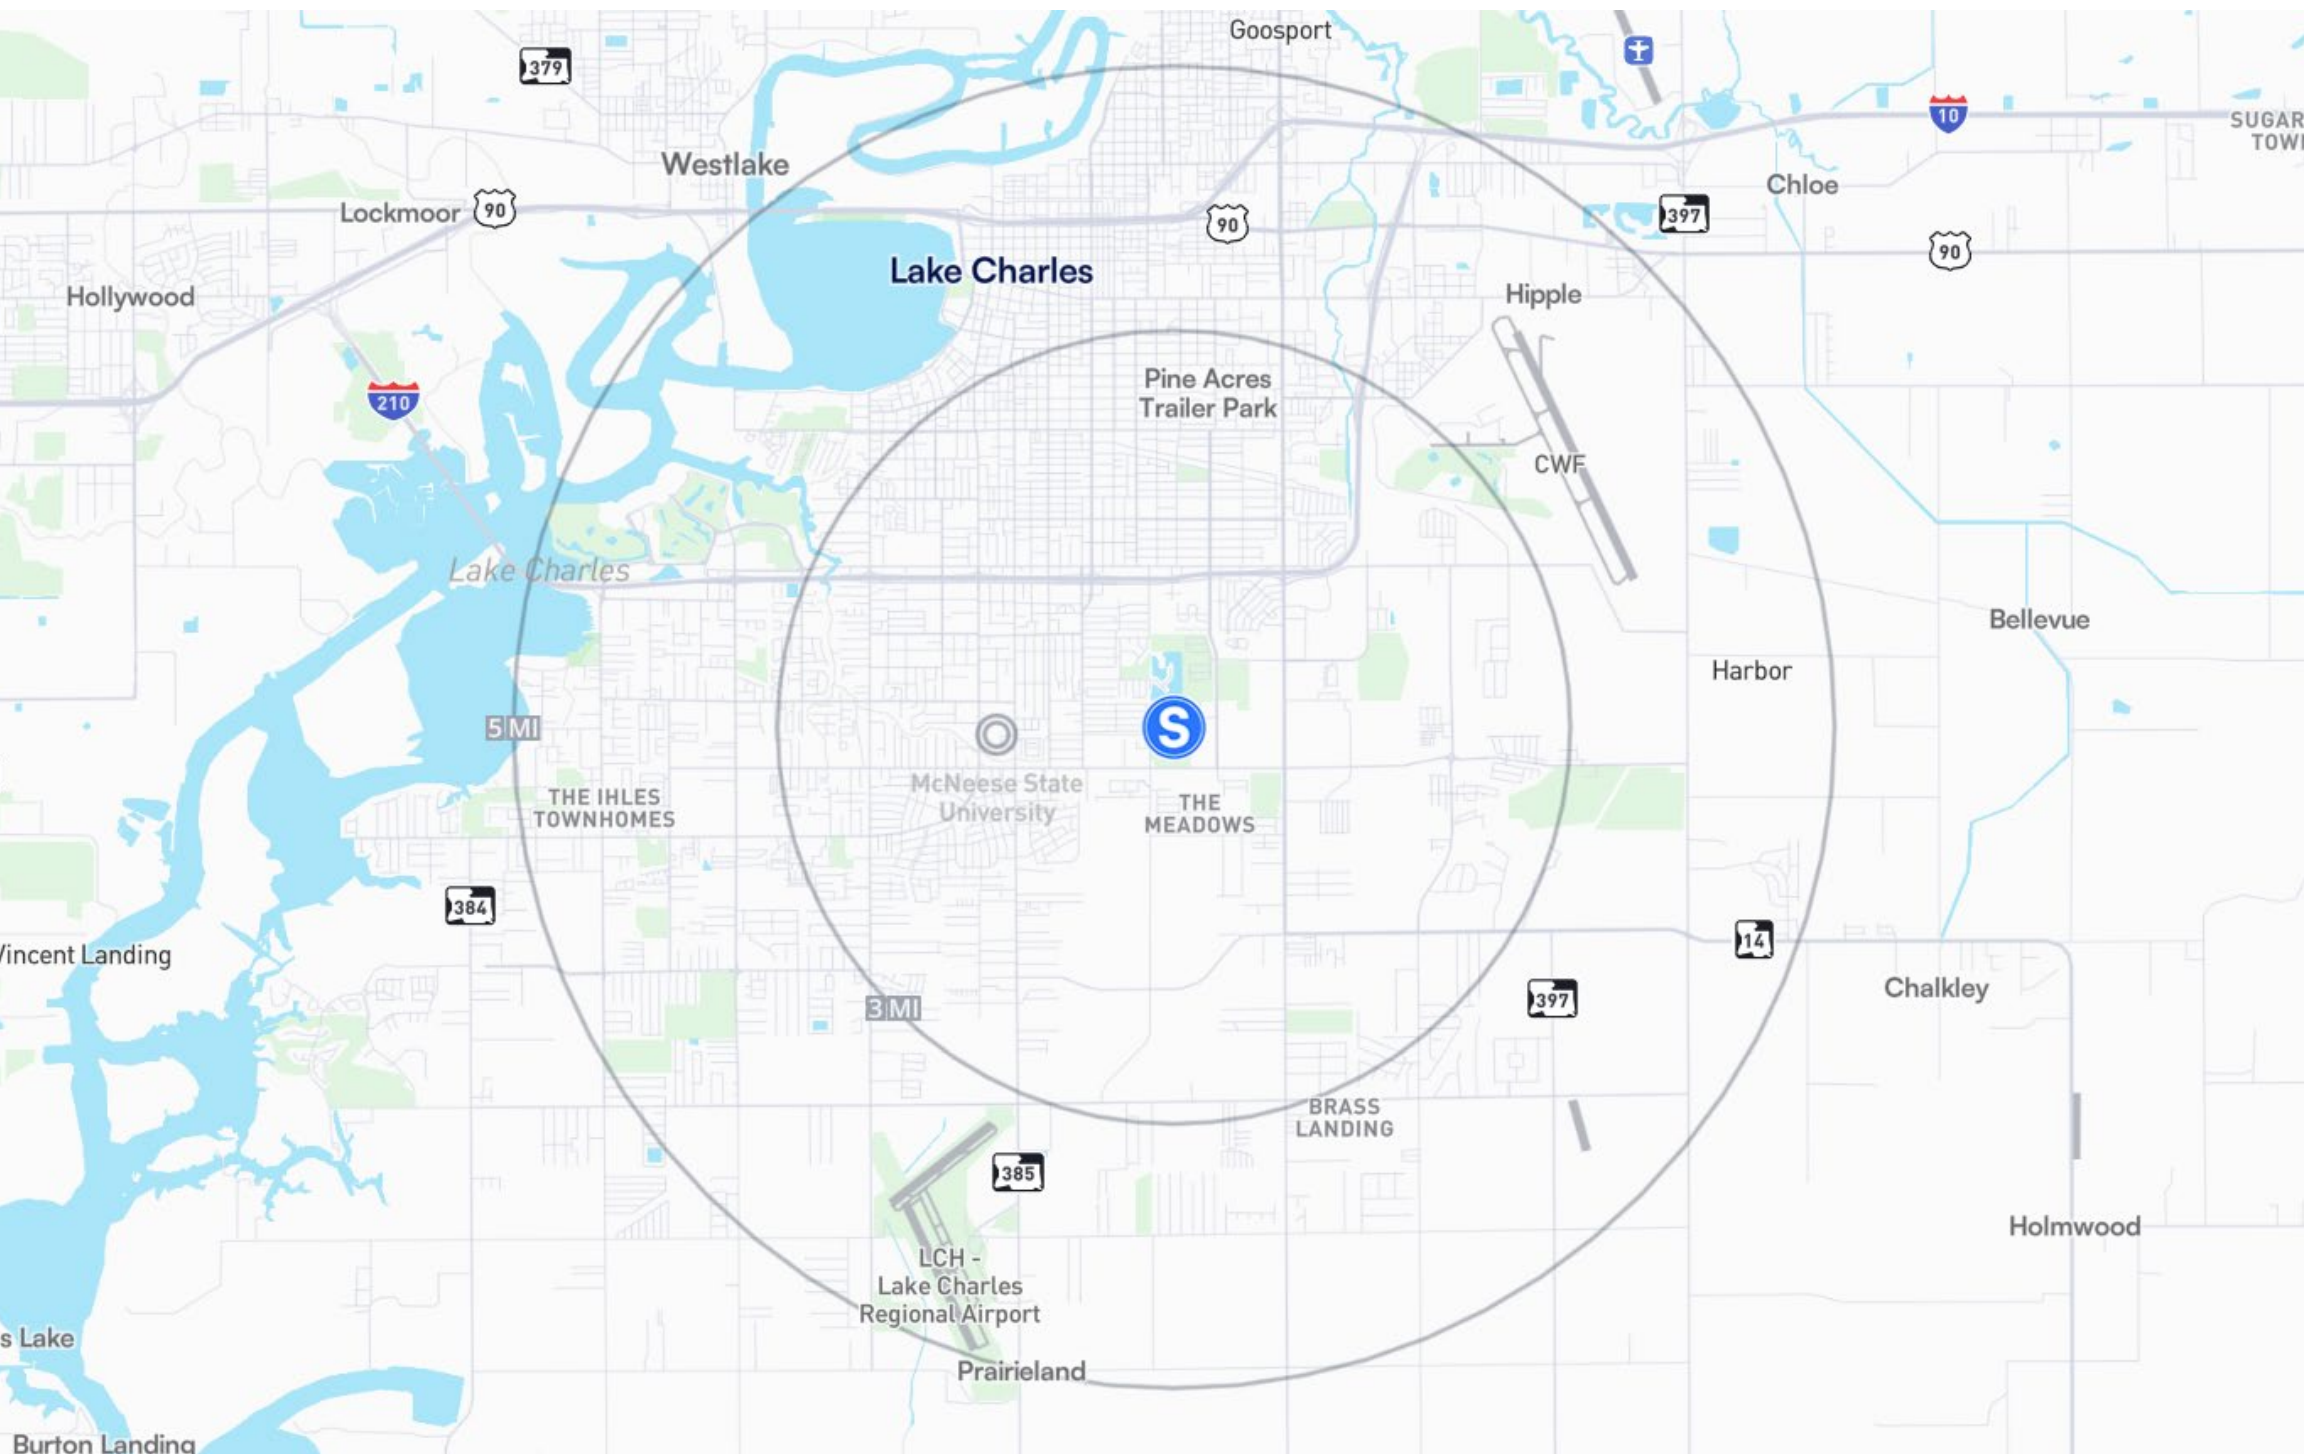 Goosport
379
10
SUGAR
TOWN
Westlake
Chloe
Lockmoor
90
90
397
90
Lake Charles
Hollywood
Hipple
Pine Acres
Trailer Park
210
CWF
Lake Charles
Bellevue
Harbor
S
5 MI
McNeese State
University
THE IHLES
TOWNHOMES
THE
MEADOWS
384
14
Vincent Landing
Chalkley
397
3 MI
BRASS
LANDING
385
Holmwood
LCH -
Lake Charles
Regional Airport
s Lake
Prairieland
Burton Landing